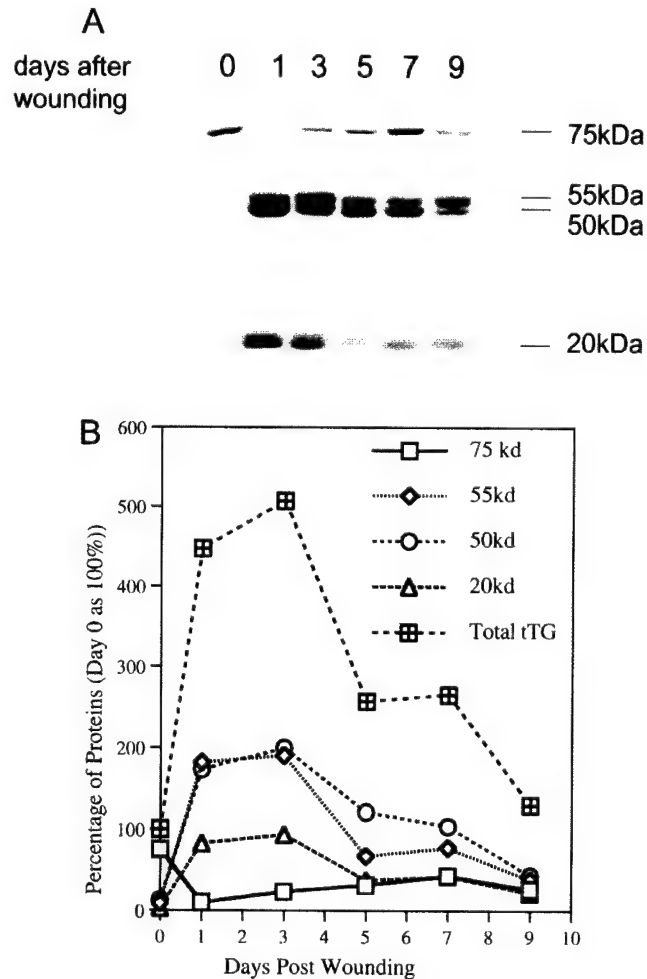 A
days after
wounding
0 1 3 5 7 9
75kDa
55kDa
50kDa
20kDa
B
Percentage of Proteins (Day 0 as 100%))
600
500
400
300
200
100
0
75 kd
55kd
50kd
20kd
Total tTG
0 1 2 3 4 5 6 7 8 9 10
Days Post Wounding